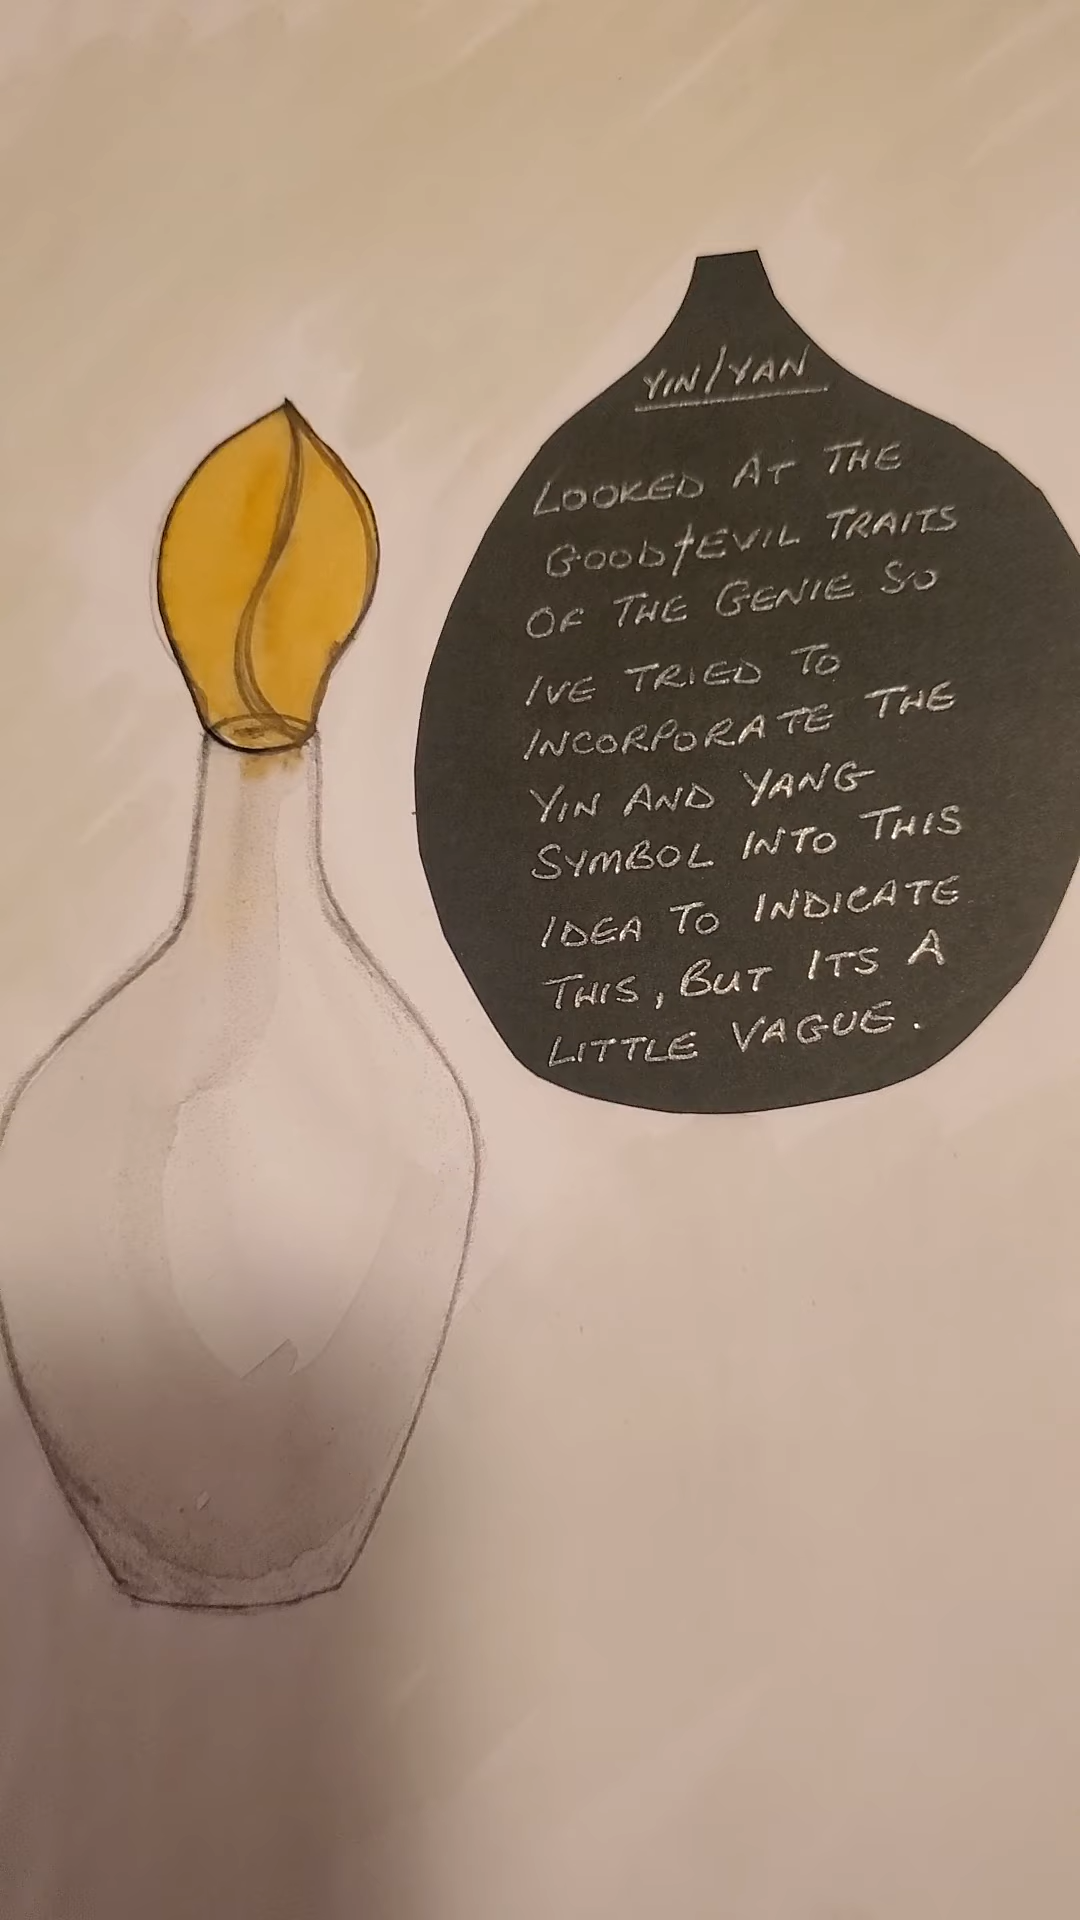 YIN/YAN
LOOKED AT THE
GOOD+EVIL TRAITS
OF THE GENIE SO
IVE TRIED TO
INCORPORATE THE
YIN AND YANG
SYMBOL INTO THIS
IDEA TO INDICATE
THIS, BUT ITS A
LITTLE VAGUE.